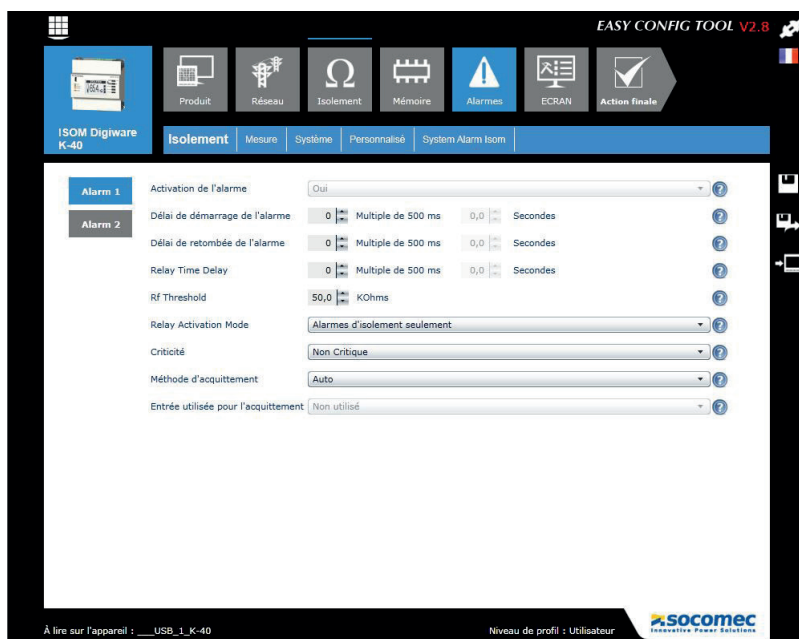 EASY CONFIG TOOL V2.8
Produit
Réseau
Isolement
Mémoire
Alarmes
ECRAN
Action finale
ISOM Digiware
K-40
Isolement
Mesure
Système
Personnalisé
System Alarm Isom
Alarm 1
Alarm 2
Activation de l'alarme Oui
Délai de démarrage de l'alarme 0 Multiple de 500 ms 0,0 Secondes
Délai de retombée de l'alarme 0 Multiple de 500 ms 0,0 Secondes
Relay Time Delay 0 Multiple de 500 ms 0,0 Secondes
Rf Threshold 50,0 KOhms
Relay Activation Mode Alarmes d'isolement seulement
Criticité Non Critique
Méthode d'acquittement Auto
Entrée utilisée pour l'acquittement Non utilisé
À lire sur l'appareil : ___USB_1_K-40
Niveau de profil : Utilisateur
socomec
Innovative Power Solutions